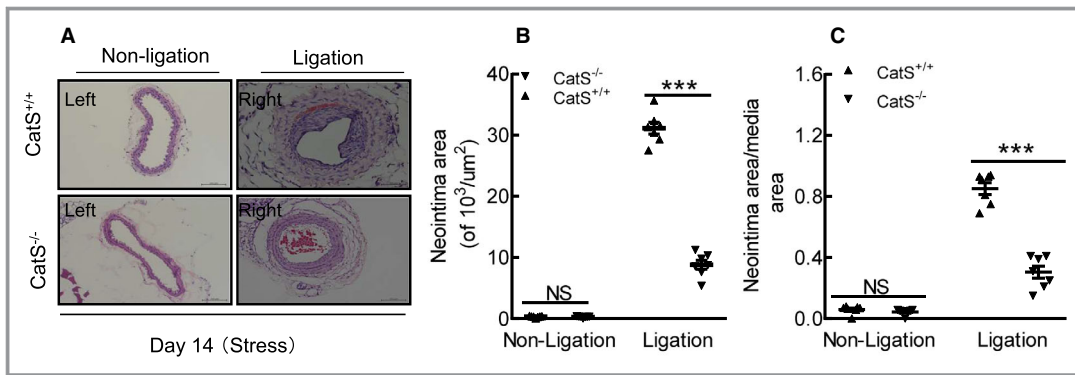 A
Non-ligation
Ligation
CatS+/+
Left
Right
CatS-/-
Left
Right
Day 14（Stress）
B
CatS-/-
CatS+/+
Neointima area
(of 10³/um²)
40
30
20
10
0
***
NS
Non-Ligation
Ligation
C
CatS+/+
CatS-/-
Neointima area/media
area
1.6
1.2
0.8
0.4
0.0
***
NS
Non-Ligation
Ligation